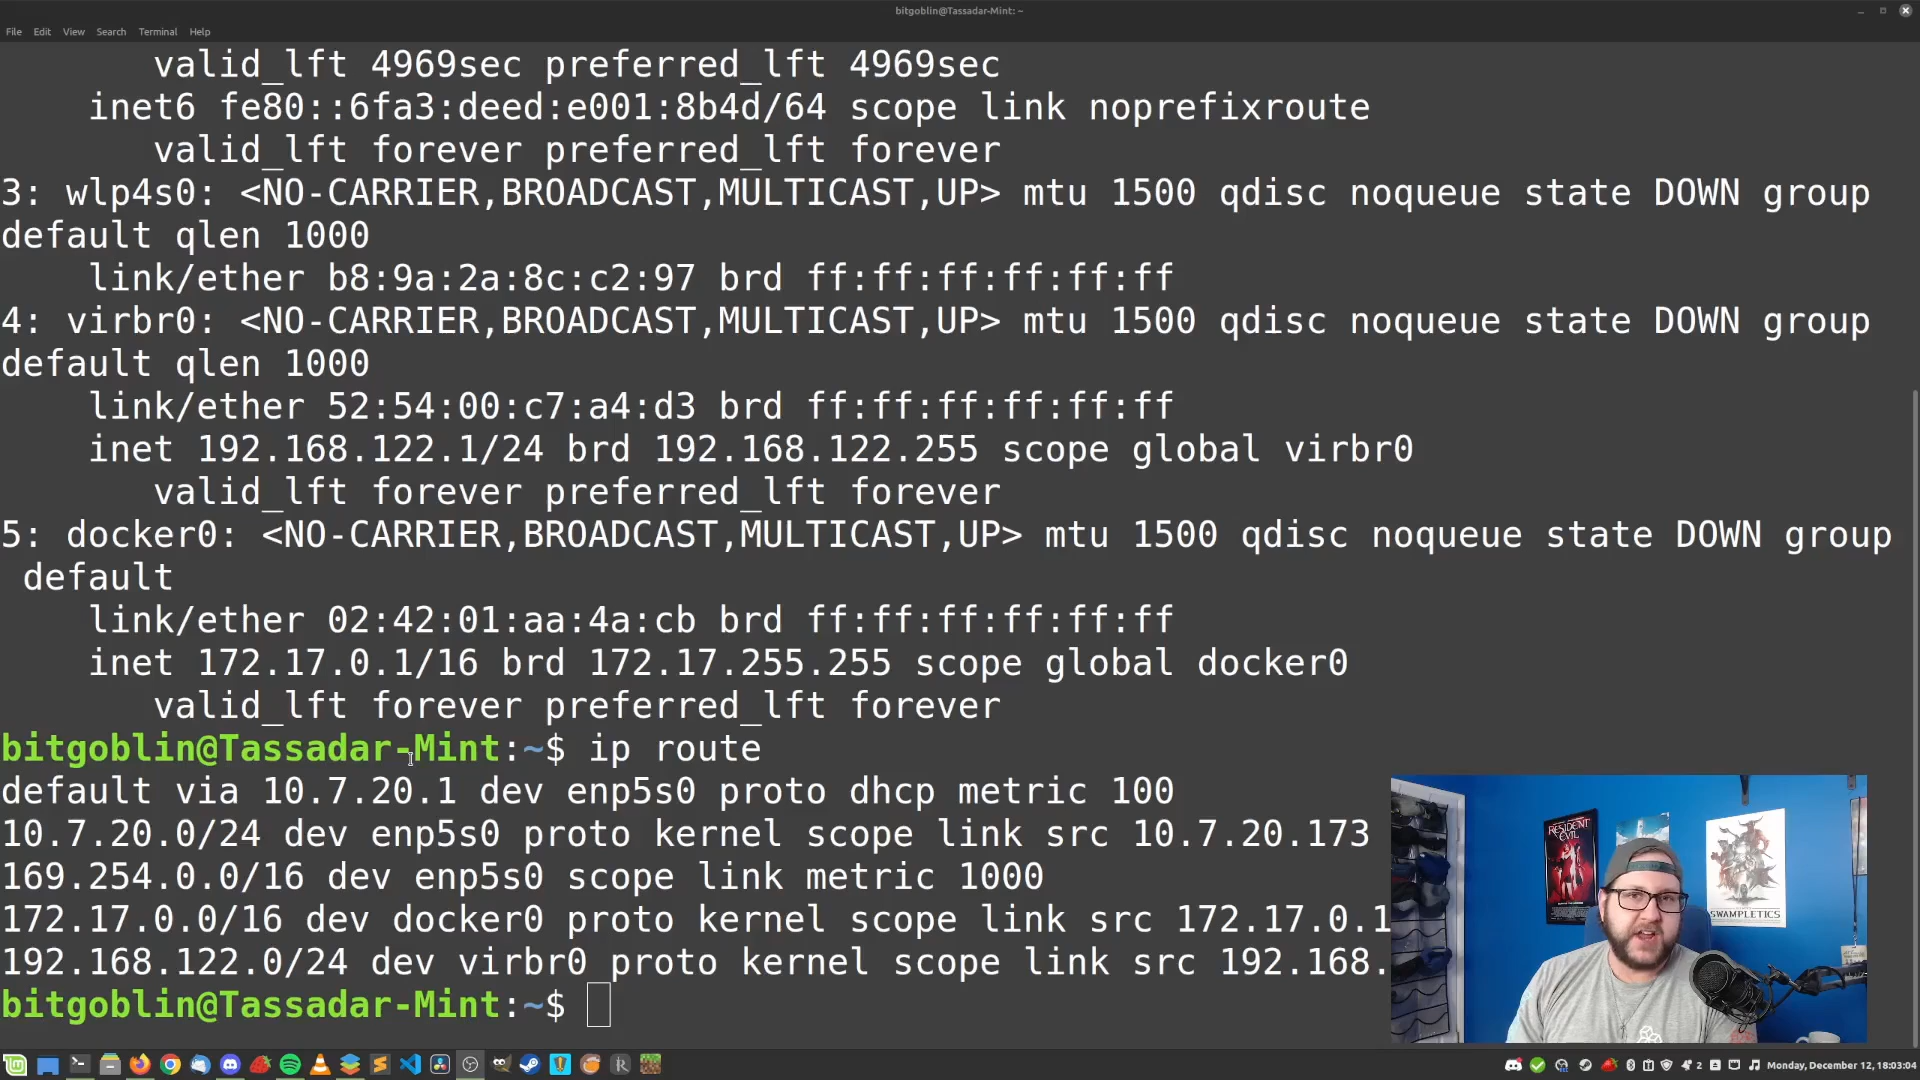 bitgoblin@Tassadar-Mint: ~
File Edit View Search Terminal Help
valid_lft 4969sec preferred_lft 4969sec
inet6 fe80::6fa3:deed:e001:8b4d/64 scope link noprefixroute
valid_lft forever preferred_lft forever
3: wlp4s0: <NO-CARRIER,BROADCAST,MULTICAST,UP> mtu 1500 qdisc noqueue state DOWN group
default qlen 1000
link/ether b8:9a:2a:8c:c2:97 brd ff:ff:ff:ff:ff:ff
4: virbr0: <NO-CARRIER,BROADCAST,MULTICAST,UP> mtu 1500 qdisc noqueue state DOWN group
default qlen 1000
link/ether 52:54:00:c7:a4:d3 brd ff:ff:ff:ff:ff:ff
inet 192.168.122.1/24 brd 192.168.122.255 scope global virbr0
valid_lft forever preferred_lft forever
5: docker0: <NO-CARRIER,BROADCAST,MULTICAST,UP> mtu 1500 qdisc noqueue state DOWN group
default
link/ether 02:42:01:aa:4a:cb brd ff:ff:ff:ff:ff:ff
inet 172.17.0.1/16 brd 172.17.255.255 scope global docker0
valid_lft forever preferred_lft forever
bitgoblin@Tassadar-Mint:~$ ip route
default via 10.7.20.1 dev enp5s0 proto dhcp metric 100
10.7.20.0/24 dev enp5s0 proto kernel scope link src 10.7.20.173
169.254.0.0/16 dev enp5s0 scope link metric 1000
172.17.0.0/16 dev docker0 proto kernel scope link src 172.17.0.1
192.168.122.0/24 dev virbr0 proto kernel scope link src 192.168.
bitgoblin@Tassadar-Mint:~$
RESIDENT EVIL
SWAMPLETICS
2
Monday, December 12, 18:03:04